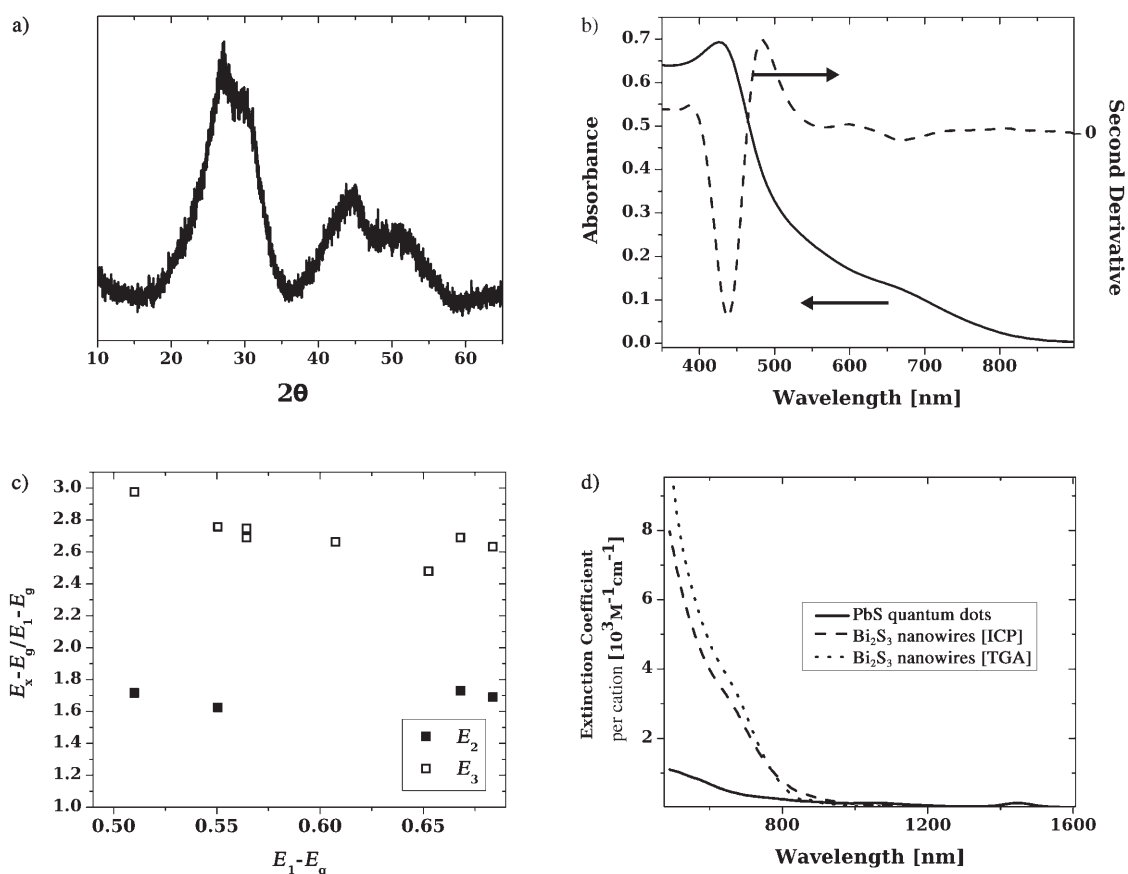 a)
10 20 30 40 50 60
2θ
b)
0.7
0.6
0.5
0.4
0.3
0.2
0.1
0.0
Absorbance
0
Second Derivative
400 500 600 700 800
Wavelength [nm]
c)
3.0
2.8
2.6
2.4
2.2
2.0
1.8
1.6
1.4
1.2
1.0
Eₓ-E_g/E₁-E_g
E₂
E₃
0.50 0.55 0.60 0.65
E₁-E_g
d)
8
6
4
2
Extinction Coefficient
per cation [10³M⁻¹cm⁻¹]
PbS quantum dots
Bi₂S₃ nanowires [ICP]
Bi₂S₃ nanowires [TGA]
800 1200 1600
Wavelength [nm]